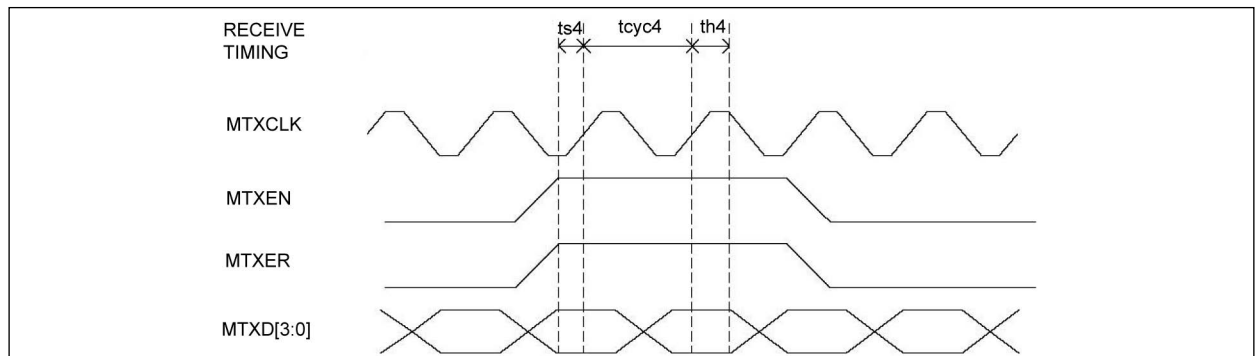 RECEIVE
TIMING
ts4 tcyc4 th4
MTXCLK
MTXEN
MTXER
MTXD[3:0]